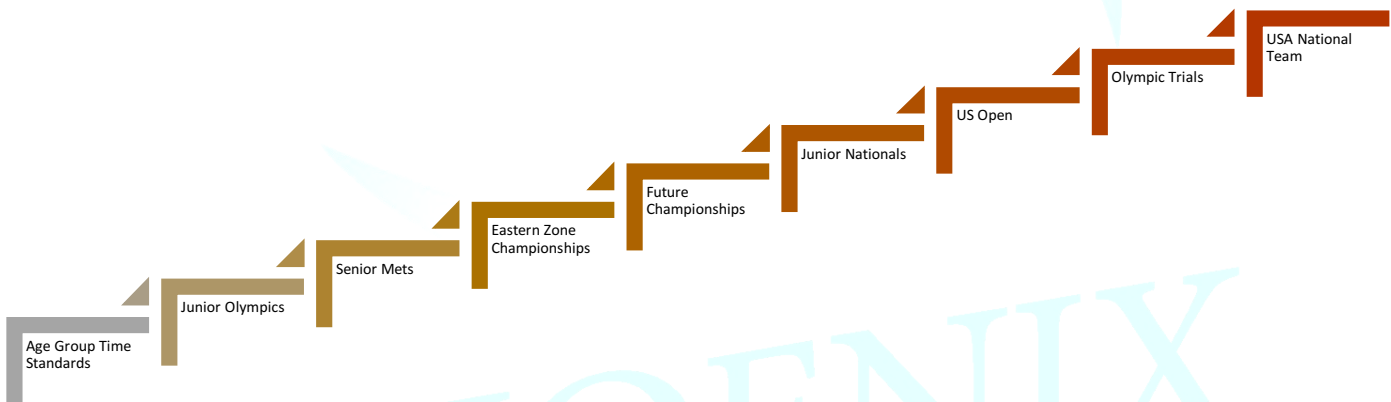 Age Group Time
Standards
Junior Olympics
Senior Mets
Eastern Zone
Championships
Future
Championships
Junior Nationals
US Open
Olympic Trials
USA National
Team